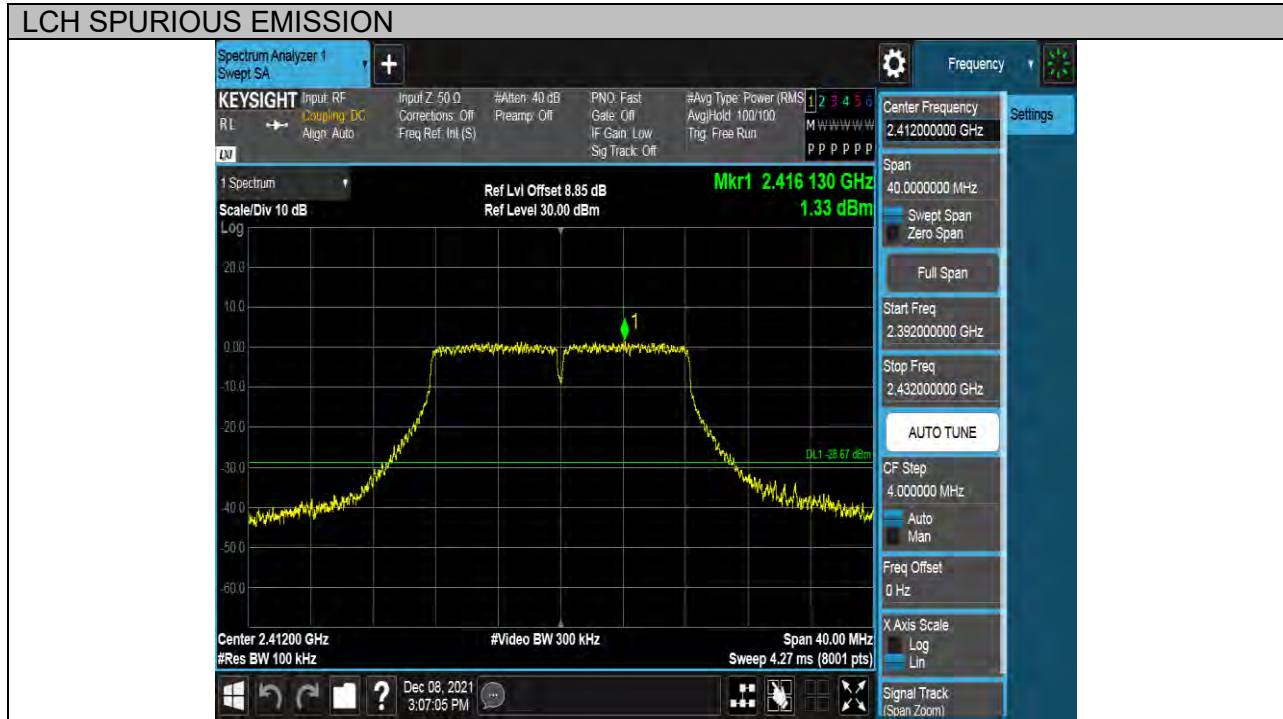 LCH SPURIOUS EMISSION
Spectrum Analyzer 1
Swept SA
+
Frequency
KEYSIGHT
RL
LXI
Input: RF
Coupling: DC
Align: Auto
Input Z: 50 Ω
Corrections: Off
Freq Ref: Int (S)
#Atten: 40 dB
Preamp: Off
PNO: Fast
Gate: Off
IF Gain: Low
Sig Track: Off
#Avg Type: Power (RMS
Avg|Hold: 100/100
Trig: Free Run
1 2 3 4 5 6
M W W W W W
P P P P P P
1 Spectrum
Scale/Div 10 dB
Ref Lvl Offset 8.85 dB
Ref Level 30.00 dBm
Mkr1 2.416 130 GHz
1.33 dBm
Log
20.0
10.0
0.00
-10.0
-20.0
-30.0
-40.0
-50.0
-60.0
1
DL1 -28.67 dBm
Center 2.41200 GHz
#Res BW 100 kHz
#Video BW 300 kHz
Span 40.00 MHz
Sweep 4.27 ms (8001 pts)
?
Dec 08, 2021
3:07:05 PM
Center Frequency
2.412000000 GHz
Settings
Span
40.0000000 MHz
Swept Span
Zero Span
Full Span
Start Freq
2.392000000 GHz
Stop Freq
2.432000000 GHz
AUTO TUNE
CF Step
4.000000 MHz
Auto
Man
Freq Offset
0 Hz
X Axis Scale
Log
Lin
Signal Track
(Span Zoom)